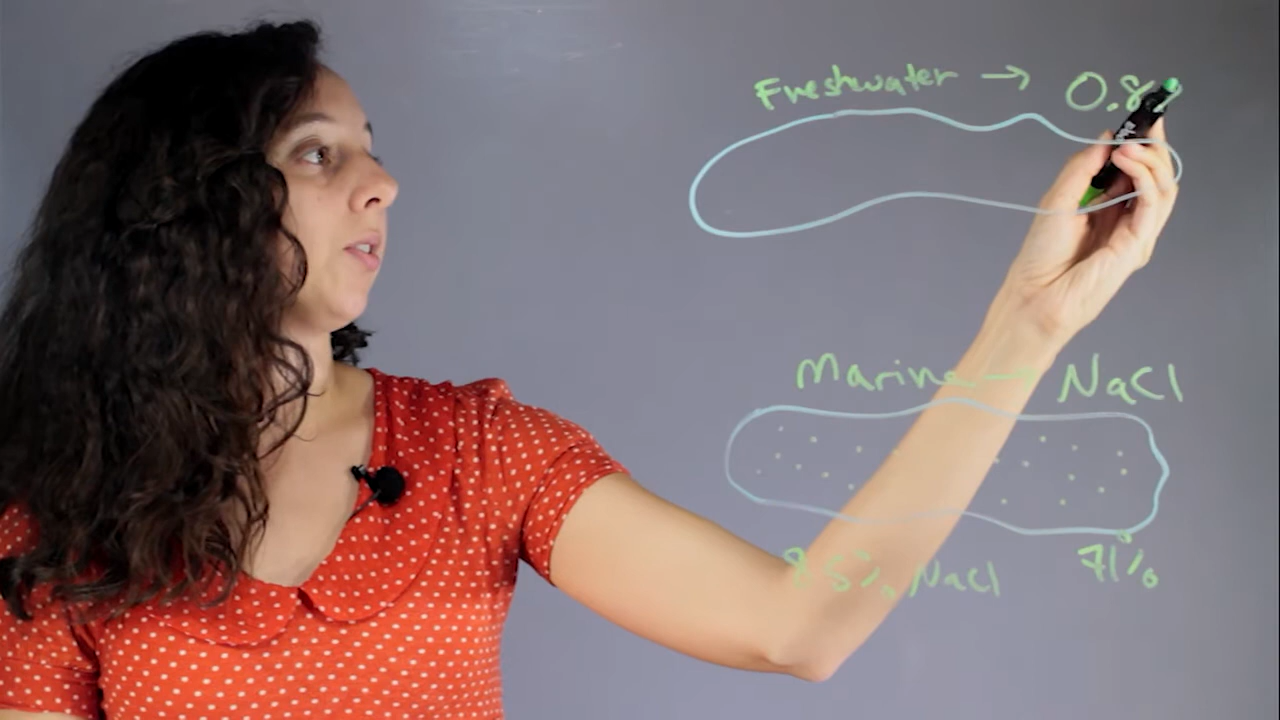 Freshwater → 0.8%
Marine → NaCl
85% NaCl 71%